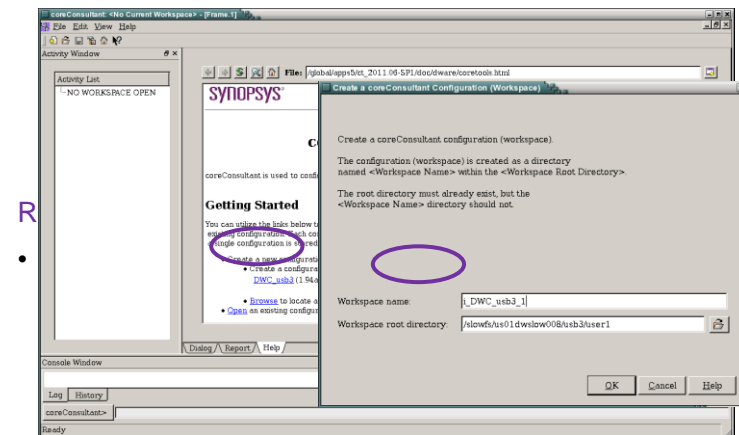 coreConsultant: <No Current Workspace> - [Frame.1]
File Edit View Help
Activity Window
Activity List
NO WORKSPACE OPEN
File: /global/apps5/ct_2011.06-SP1/doc/dware/coretools.html
SYNOPSYS
c
coreConsultant is used to confi
Getting Started
You can utilize the links below t
existing configuration. Each co
a single configuration is stored
• Create a new configurati
• Create a configura
DWC_usb3 (1.94a
• Browse to locate a
• Open an existing configur
Dialog Report Help
Create a coreConsultant Configuration (Workspace)
Create a coreConsultant configuration (workspace).
The configuration (workspace) is created as a directory
named <Workspace Name> within the <Workspace Root Directory>.
The root directory must already exist, but the
<Workspace Name> directory should not.
Workspace name: i_DWC_usb3_1
Workspace root directory: /slowfs/us01dwslow008/usb3/user1
OK Cancel Help
R
•
Console Window
Log History
coreConsultant>
Ready